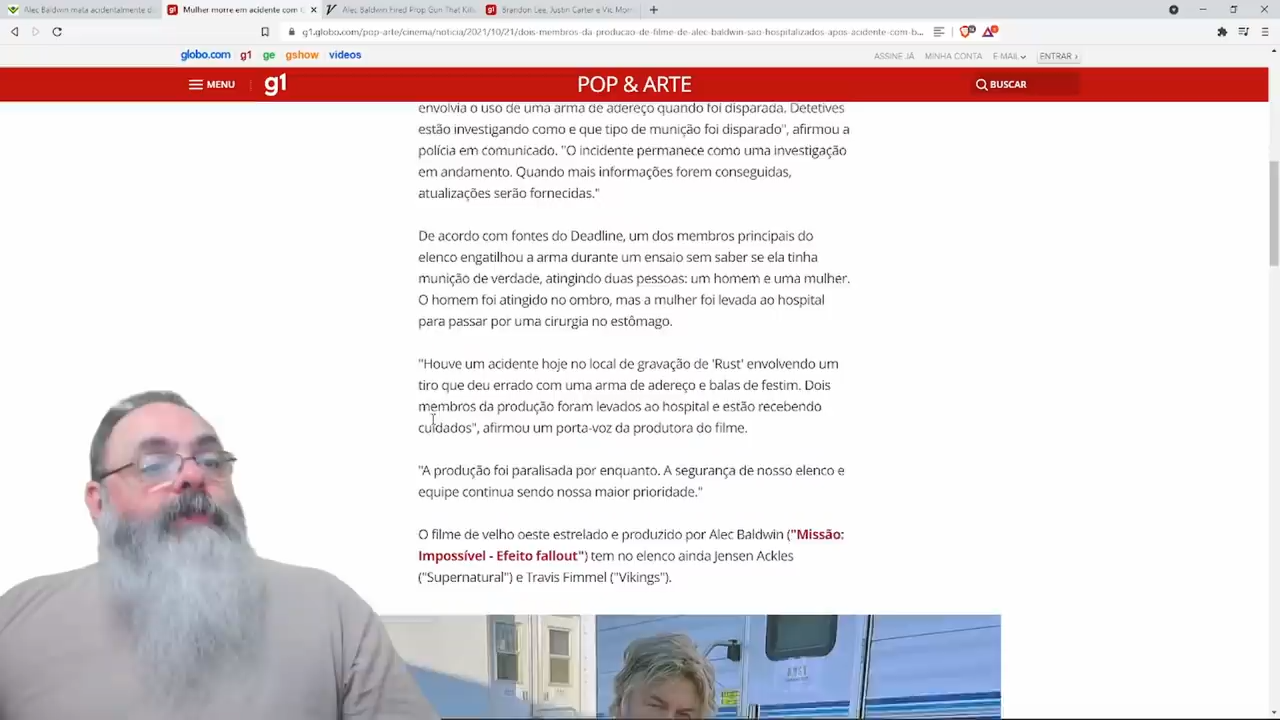 Alec Baldwin mata acidentalmente d
Mulher morre em acidente com
Alec Baldwin Fired Prop Gun That Kill
Brandon Lee, Justin Carter e Vic Morr
g1.globo.com/pop-arte/cinema/noticia/2021/10/21/dois-membros-da-producao-de-filme-de-alec-baldwin-sao-hospitalizados-apos-acidente-com-b...
globo.com g1 ge gshow videos
ASSINE JÁ MINHA CONTA E-MAIL ENTRAR ›
MENU g1 POP & ARTE BUSCAR
envolvia o uso de uma arma de adereço quando foi disparada. Detetives
estão investigando como e que tipo de munição foi disparado", afirmou a
polícia em comunicado. "O incidente permanece como uma investigação
em andamento. Quando mais informações forem conseguidas,
atualizações serão fornecidas."
De acordo com fontes do Deadline, um dos membros principais do
elenco engatilhou a arma durante um ensaio sem saber se ela tinha
munição de verdade, atingindo duas pessoas: um homem e uma mulher.
O homem foi atingido no ombro, mas a mulher foi levada ao hospital
para passar por uma cirurgia no estômago.
"Houve um acidente hoje no local de gravação de 'Rust' envolvendo um
tiro que deu errado com uma arma de adereço e balas de festim. Dois
membros da produção foram levados ao hospital e estão recebendo
cuidados", afirmou um porta-voz da produtora do filme.
"A produção foi paralisada por enquanto. A segurança de nosso elenco e
equipe continua sendo nossa maior prioridade."
O filme de velho oeste estrelado e produzido por Alec Baldwin ("Missão:
Impossível - Efeito fallout") tem no elenco ainda Jensen Ackles
("Supernatural") e Travis Fimmel ("Vikings").